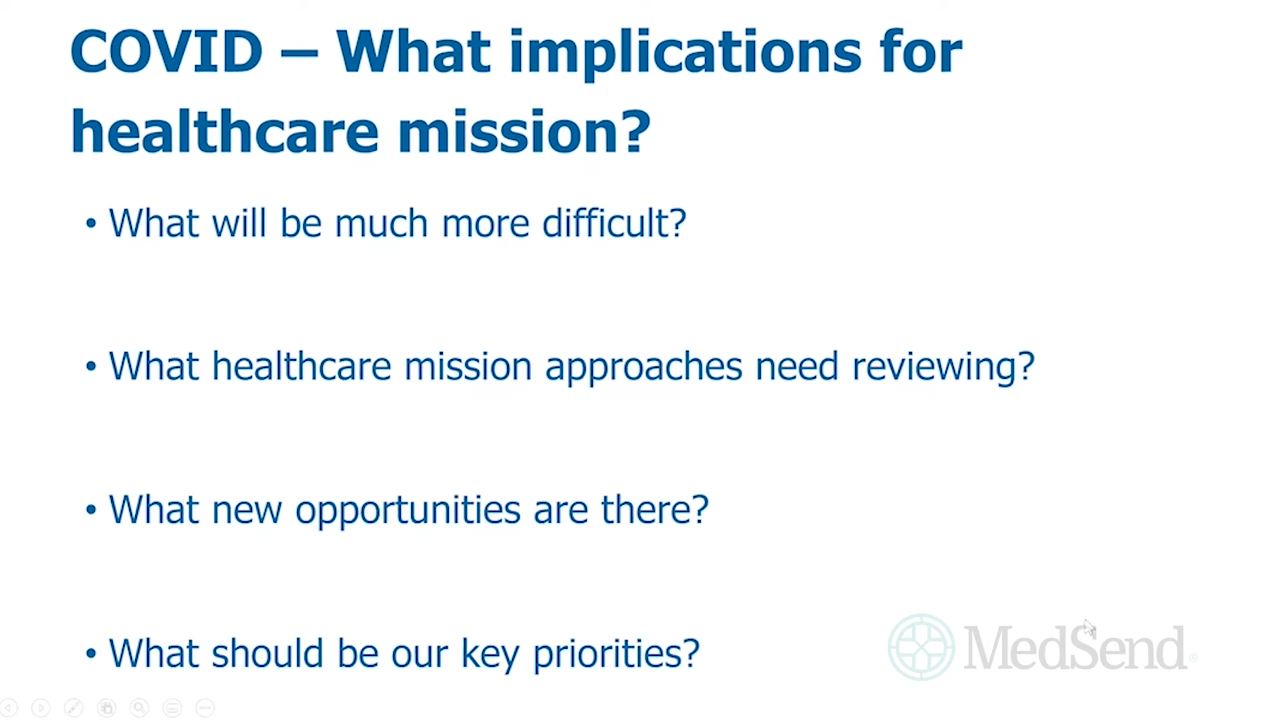 COVID – What implications for
healthcare mission?
• What will be much more difficult?
• What healthcare mission approaches need reviewing?
• What new opportunities are there?
• What should be our key priorities?
MedSend®